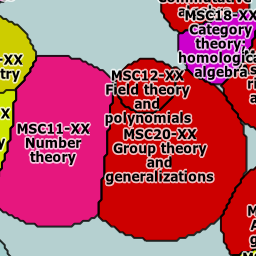 MSC18-XX
Category
theory,
homological
algebra
-XX
MSC12-XX
Field theory
and
polynomials
MSC11-XX
Number
theory
MSC20-XX
Group theory
and
generalizations